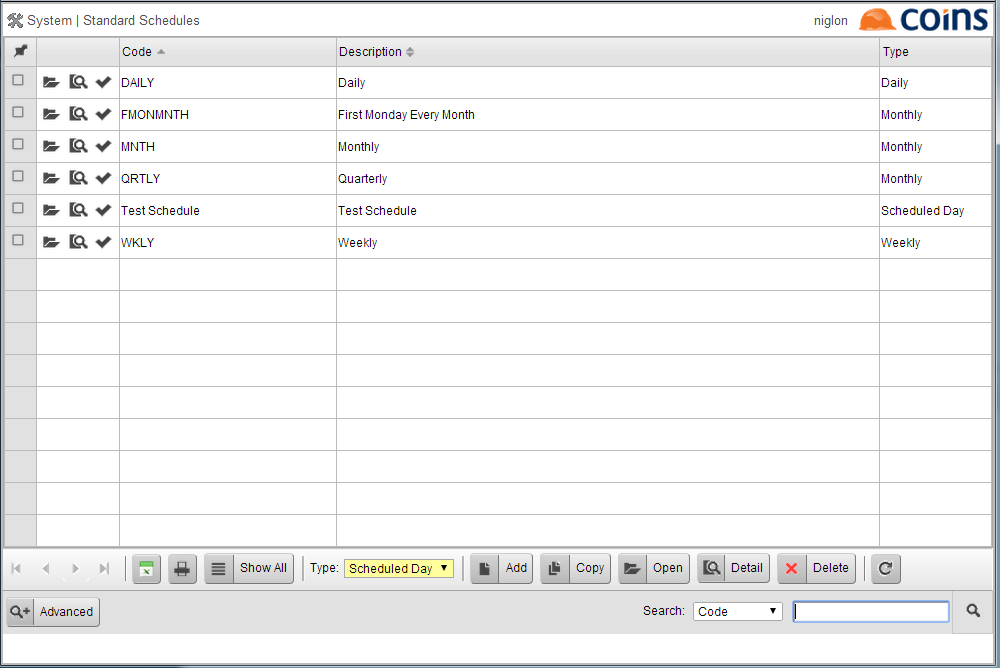 System | Standard Schedules niglon COINS
Code Description Type
DAILY Daily Daily
FMONMNTH First Monday Every Month Monthly
MNTH Monthly Monthly
QRTLY Quarterly Monthly
Test Schedule Test Schedule Scheduled Day
WKLY Weekly Weekly
Show All Type: Scheduled Day Add Copy Open Detail Delete
Advanced Search: Code